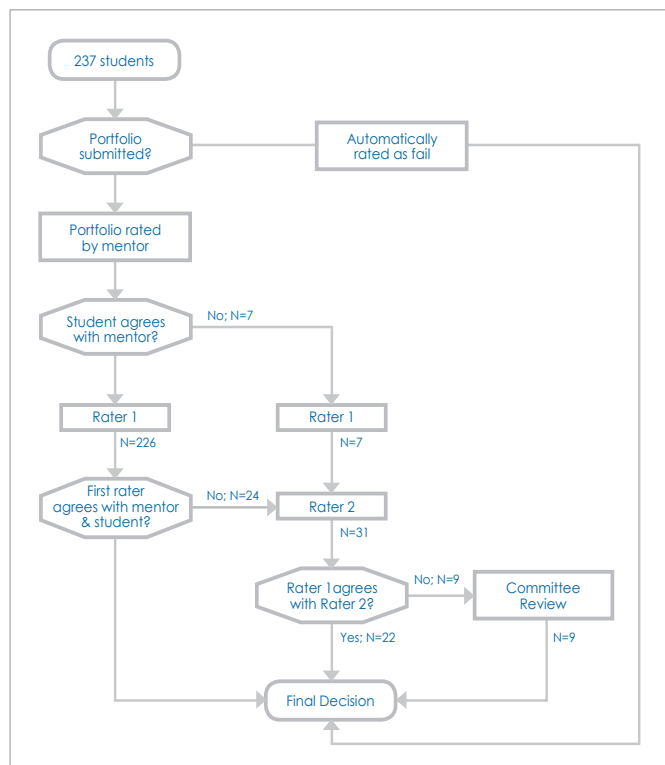 237 students
Portfolio
submitted?
Automatically
rated as fail
Portfolio rated
by mentor
Student agrees
with mentor?
No; N=7
Rater 1
Rater 1
N=226
N=7
First rater
agrees with mentor
& student?
No; N=24
Rater 2
N=31
Rater 1agrees
with Rater 2?
No; N=9
Committee
Review
Yes; N=22
N=9
Final Decision